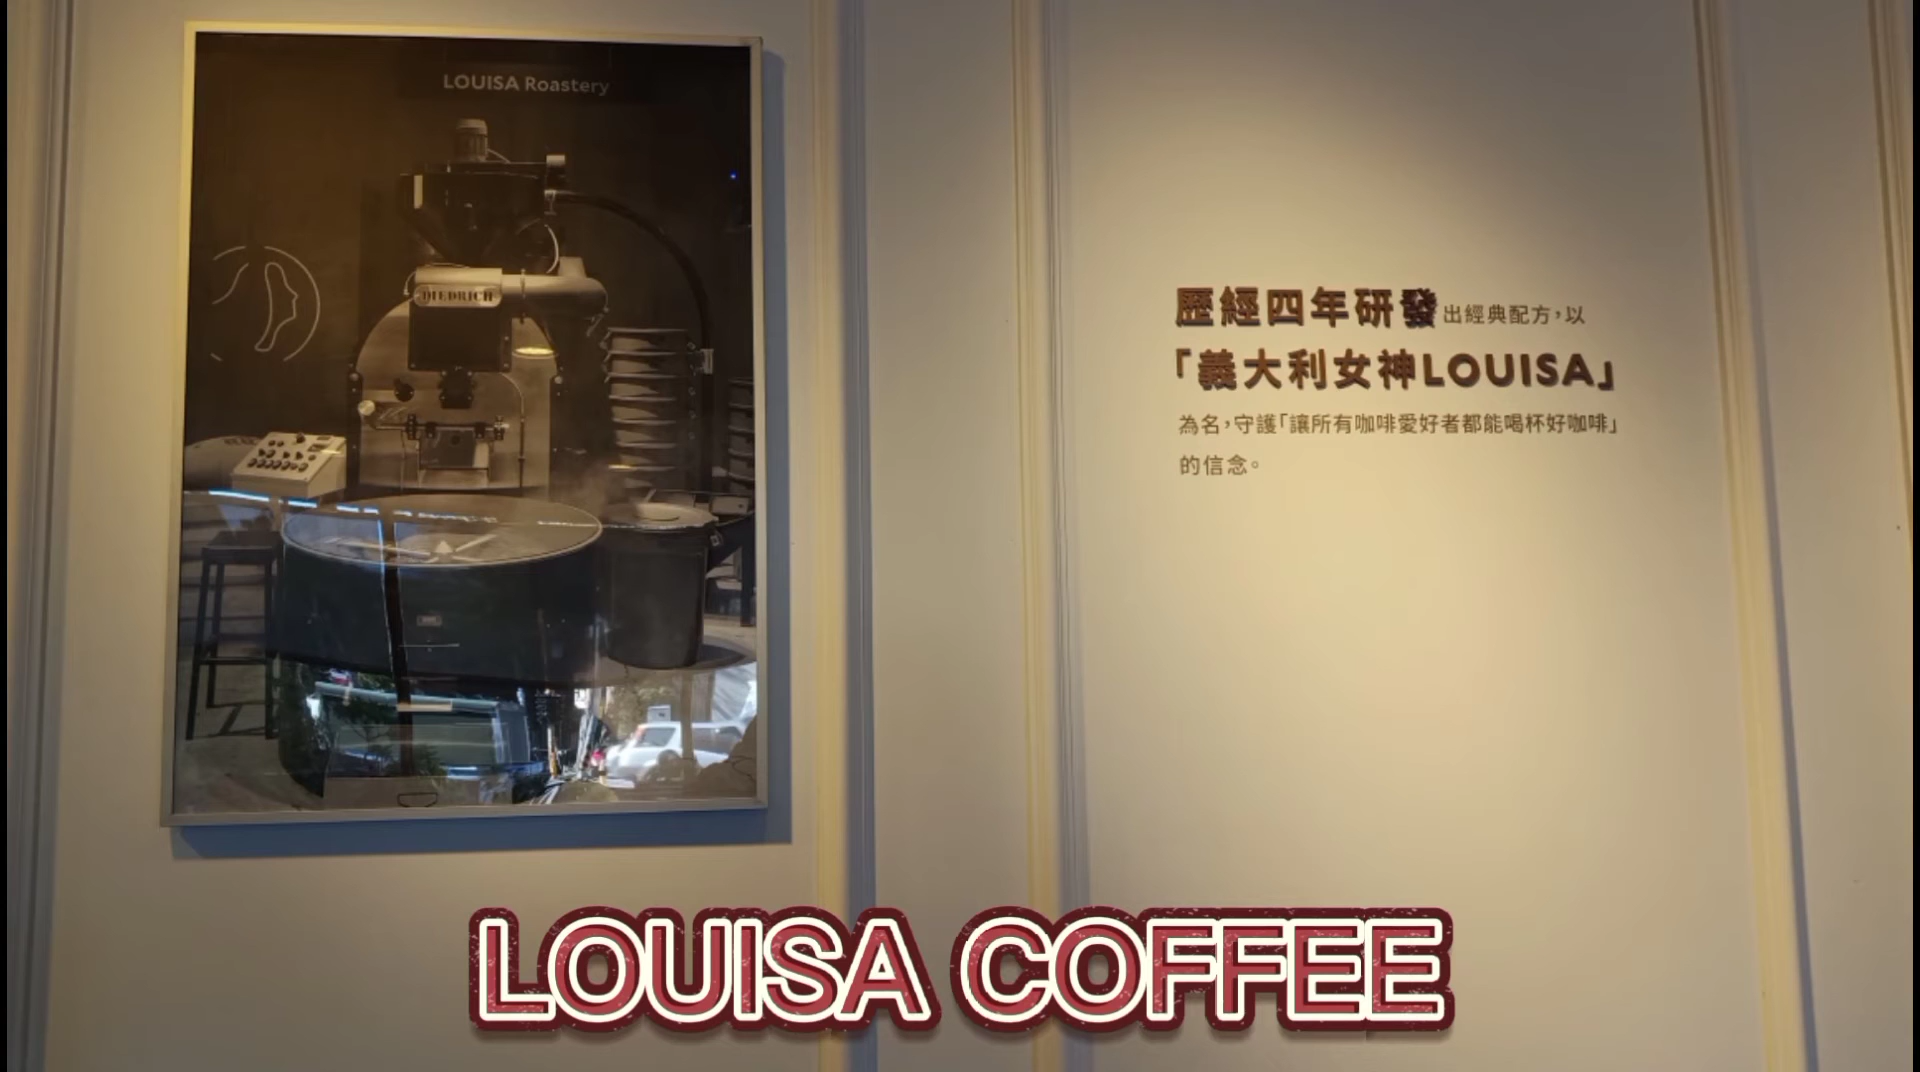 LOUISA Roastery
DIEDRICH
歷經四年研發出經典配方,以
「義大利女神LOUISA」
為名,守護「讓所有咖啡愛好者都能喝杯好咖啡」
的信念。
LOUISA COFFEE